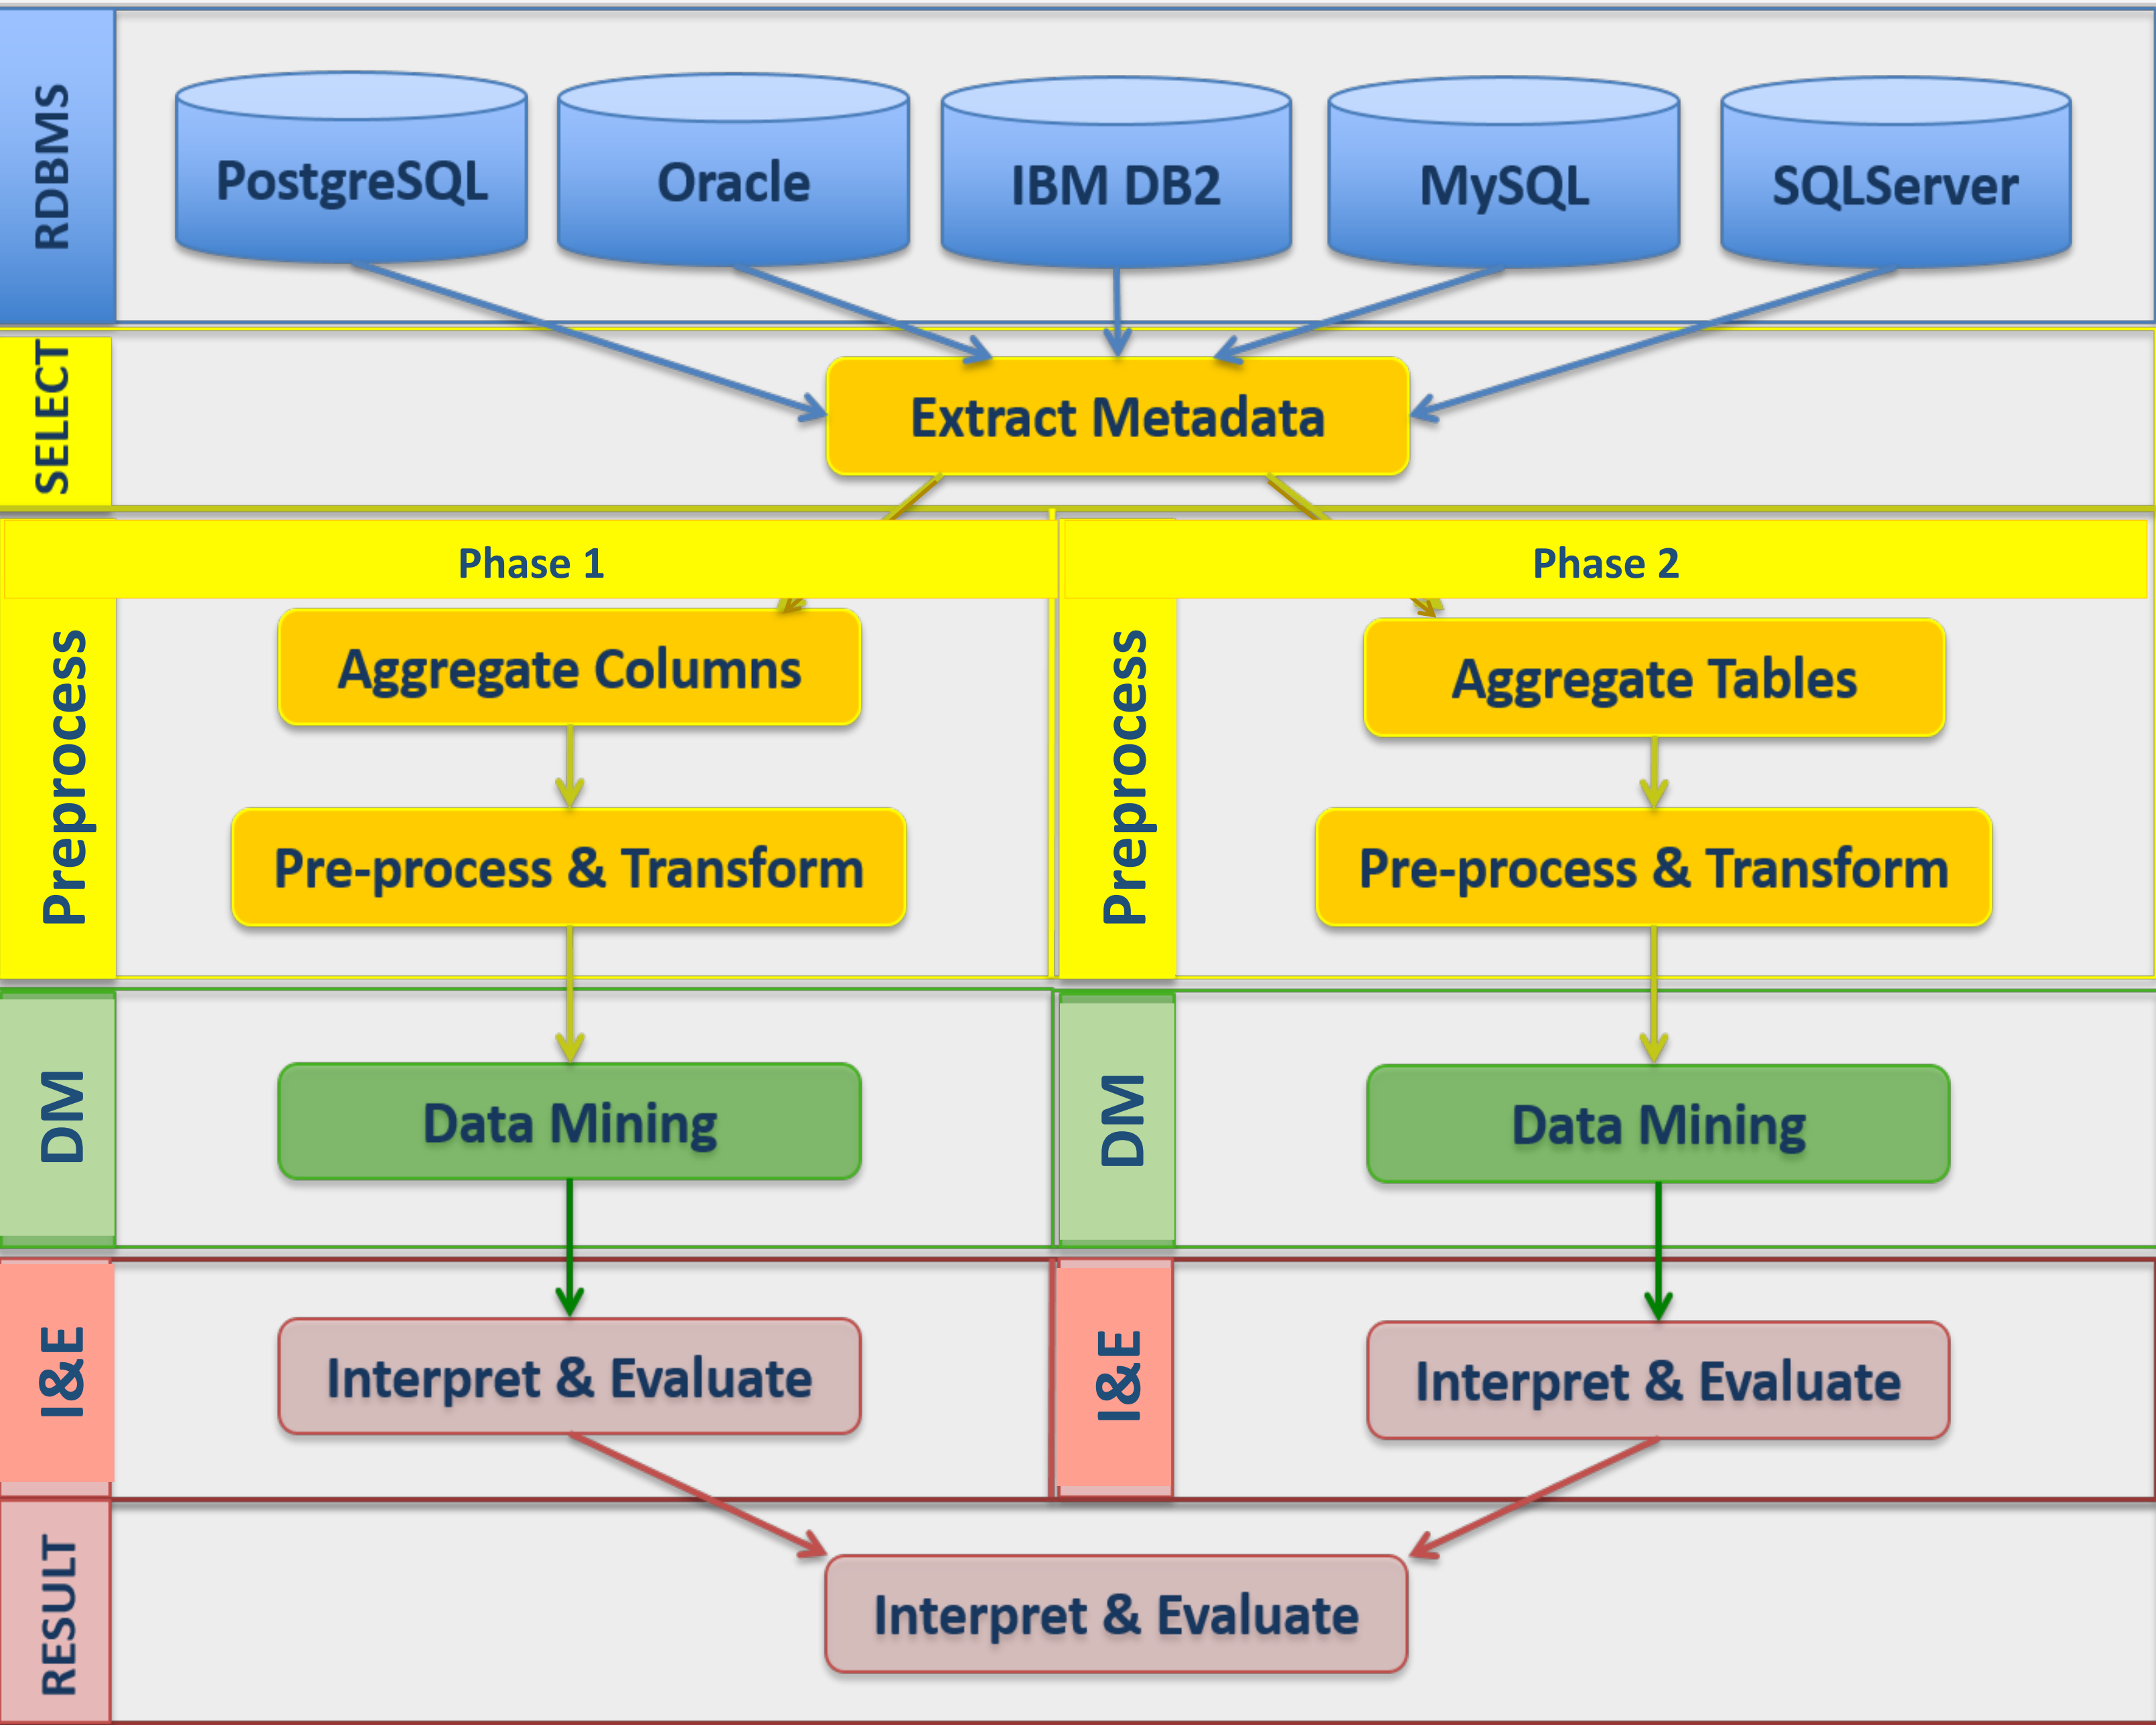 RDBMS
PostgreSQL
Oracle
IBM DB2
MySQL
SQLServer
SELECT
Extract Metadata
Phase 1
Phase 2
Preprocess
Aggregate Columns
Pre-process & Transform
Preprocess
Aggregate Tables
Pre-process & Transform
DM
Data Mining
DM
Data Mining
I&E
Interpret & Evaluate
I&E
Interpret & Evaluate
RESULT
Interpret & Evaluate